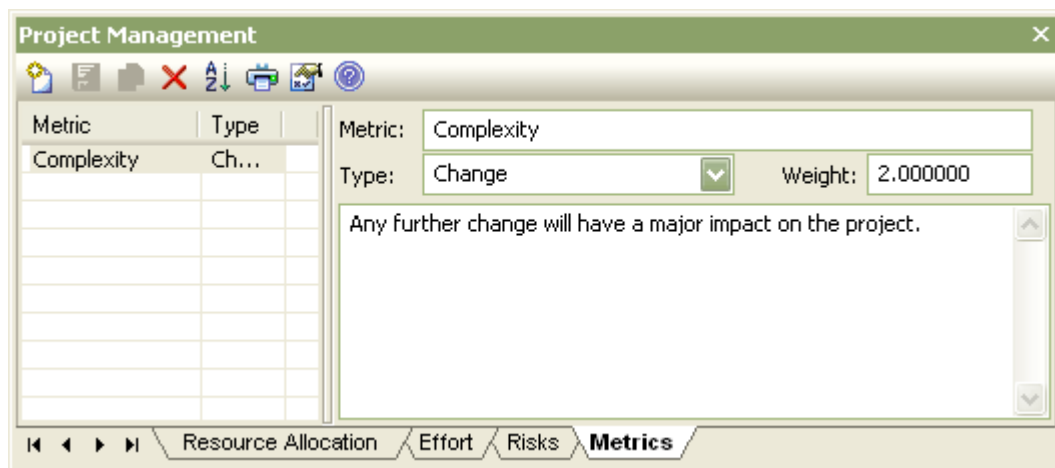 Project Management
Metric Type
Complexity Ch...
Metric: Complexity
Type: Change Weight: 2.000000
Any further change will have a major impact on the project.
Resource Allocation Effort Risks Metrics